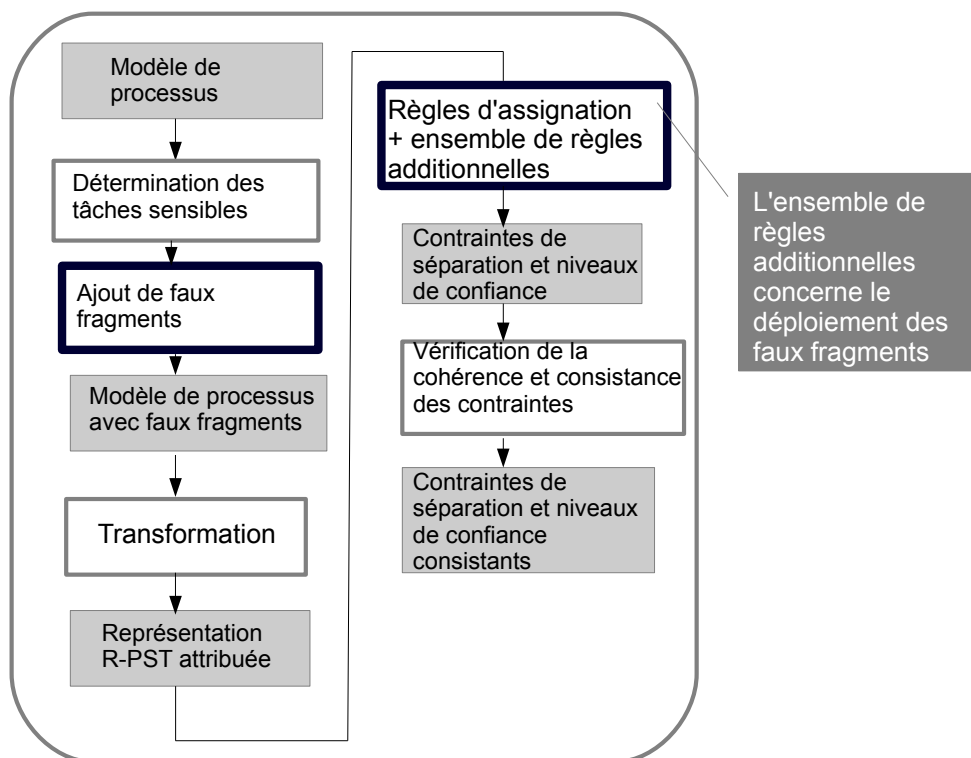 Modèle de
processus
Détermination des
tâches sensibles
Ajout de faux
fragments
Modèle de processus
avec faux fragments
Transformation
Représentation
R-PST attribuée
Règles d'assignation
+ ensemble de règles
additionnelles
Contraintes de
séparation et niveaux
de confiance
Vérification de la
cohérence et consistance
des contraintes
Contraintes de
séparation et niveaux
de confiance
consistants
L'ensemble de
règles
additionnelles
concerne le
déploiement des
faux fragments